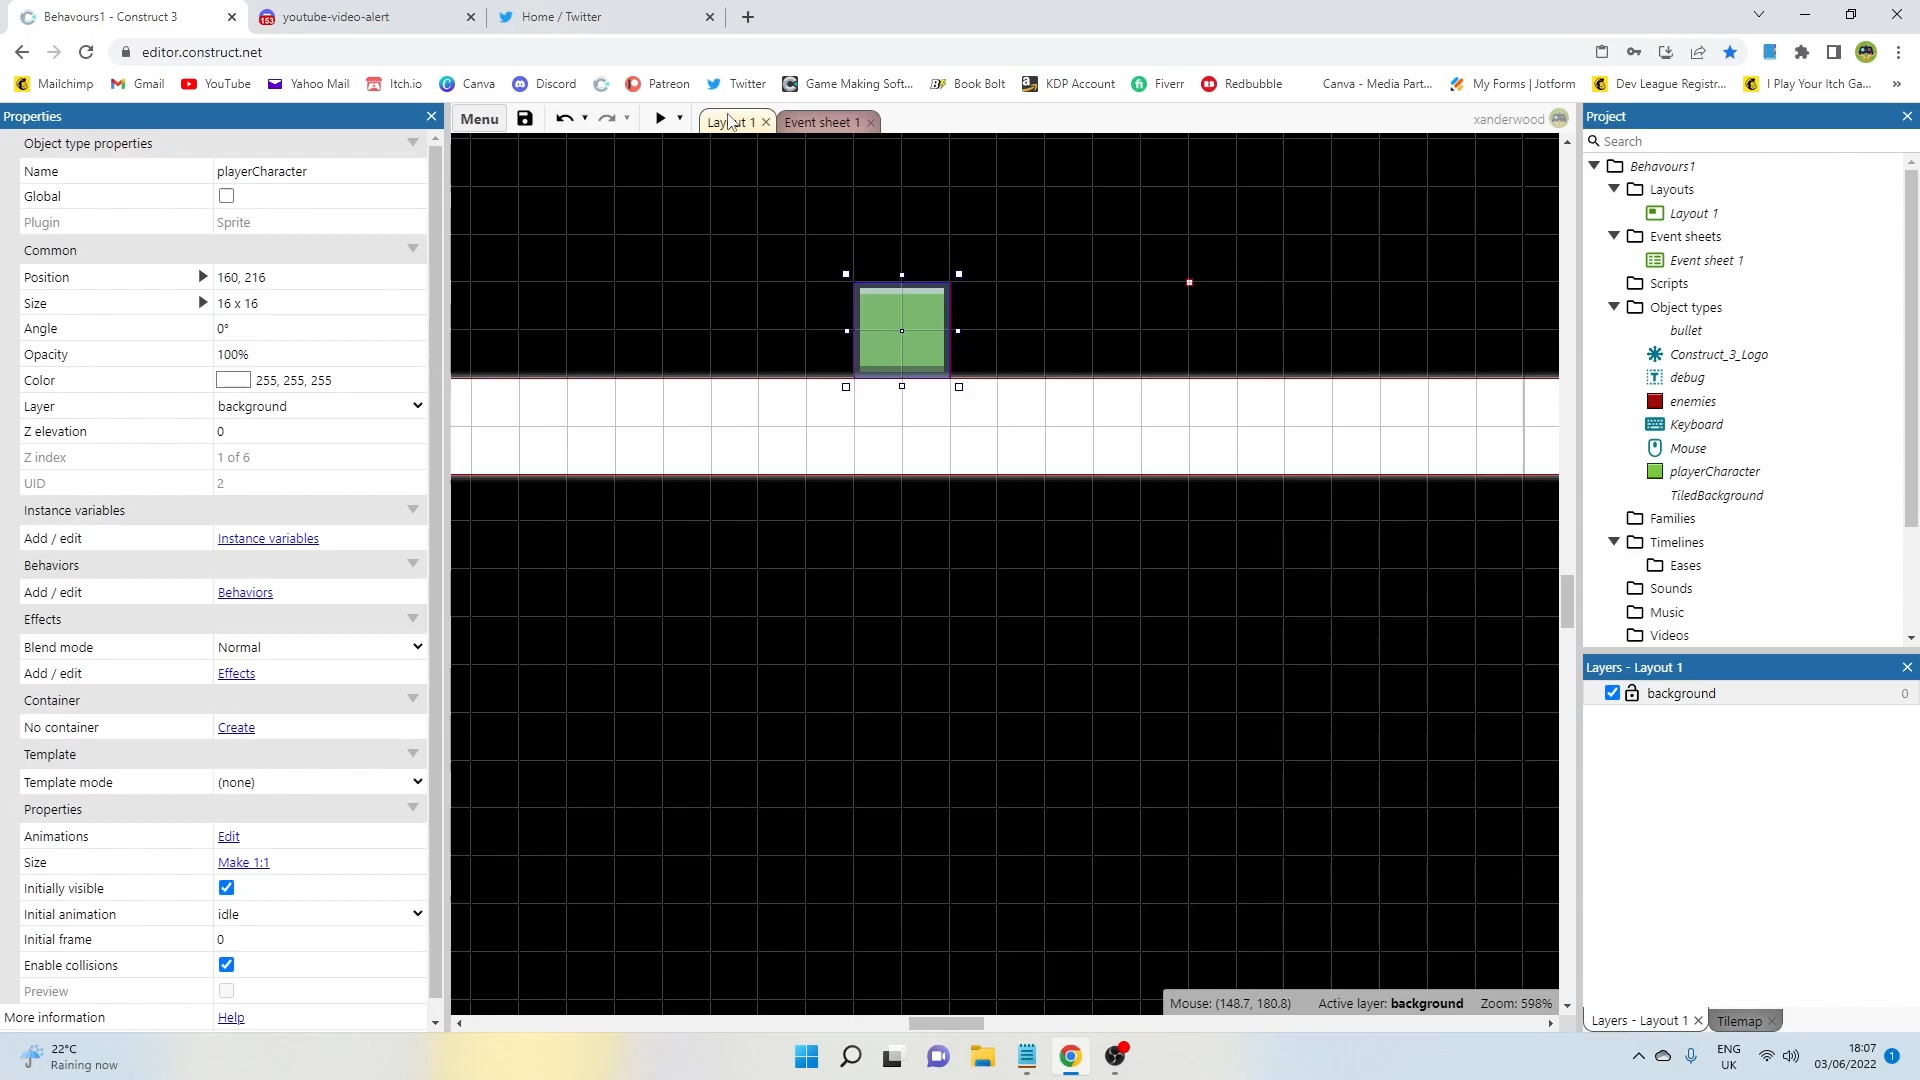 Behavours1 - Construct 3
153
youtube-video-alert
Home / Twitter
editor.construct.net
Mailchimp
Gmail
YouTube
Yahoo Mail
Itch.io
Canva
Discord
Patreon
Twitter
Game Making Soft...
Book Bolt
KDP Account
Fiverr
Redbubble
Canva - Media Part...
My Forms | Jotform
Dev League Registr...
I Play Your Itch Ga...
Properties
Object type properties
Name playerCharacter
Global
Plugin Sprite
Common
Position 160, 216
Size 16 x 16
Angle 0°
Opacity 100%
Color 255, 255, 255
Layer background
Z elevation 0
Z index 1 of 6
UID 2
Instance variables
Add / edit Instance variables
Behaviors
Add / edit Behaviors
Effects
Blend mode Normal
Add / edit Effects
Container
No container Create
Template
Template mode (none)
Properties
Animations Edit
Size Make 1:1
Initially visible
Initial animation idle
Initial frame 0
Enable collisions
Preview
More information Help
Menu
Layout 1
Event sheet 1
xanderwood
Mouse: (148.7, 180.8) Active layer: background Zoom: 598%
Project
Search
Behavours1
Layouts
Layout 1
Event sheets
Event sheet 1
Scripts
Object types
bullet
Construct_3_Logo
debug
enemies
Keyboard
Mouse
playerCharacter
TiledBackground
Families
Timelines
Eases
Sounds
Music
Videos
Layers - Layout 1
background 0
Layers - Layout 1
Tilemap
22°C
Raining now
ENG
UK
18:07
03/06/2022
1